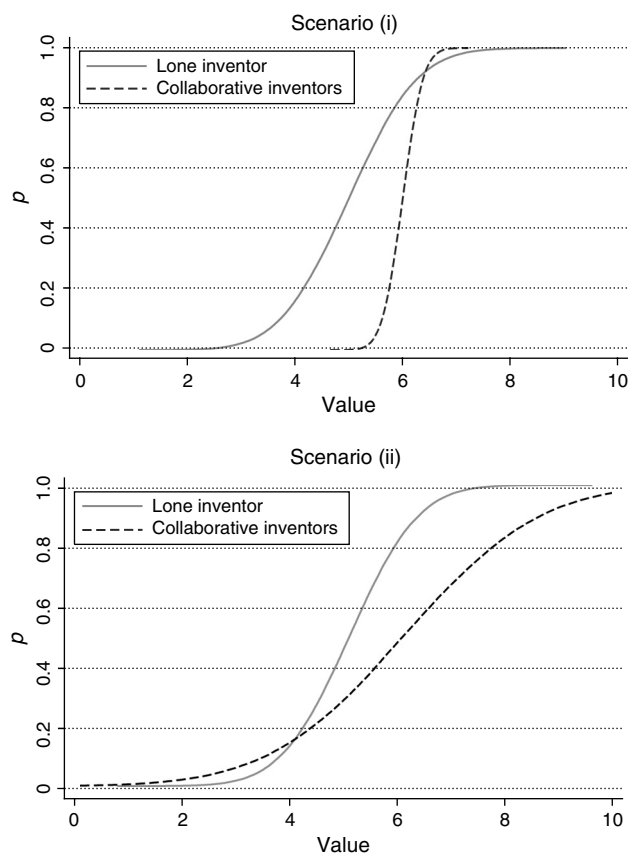 Scenario (i)
Lone inventor
Collaborative inventors
1.0
0.8
0.6
0.4
0.2
0
p
0 2 4 6 8 10
Value
Scenario (ii)
Lone inventor
Collaborative inventors
1.0
0.8
0.6
0.4
0.2
0
p
0 2 4 6 8 10
Value